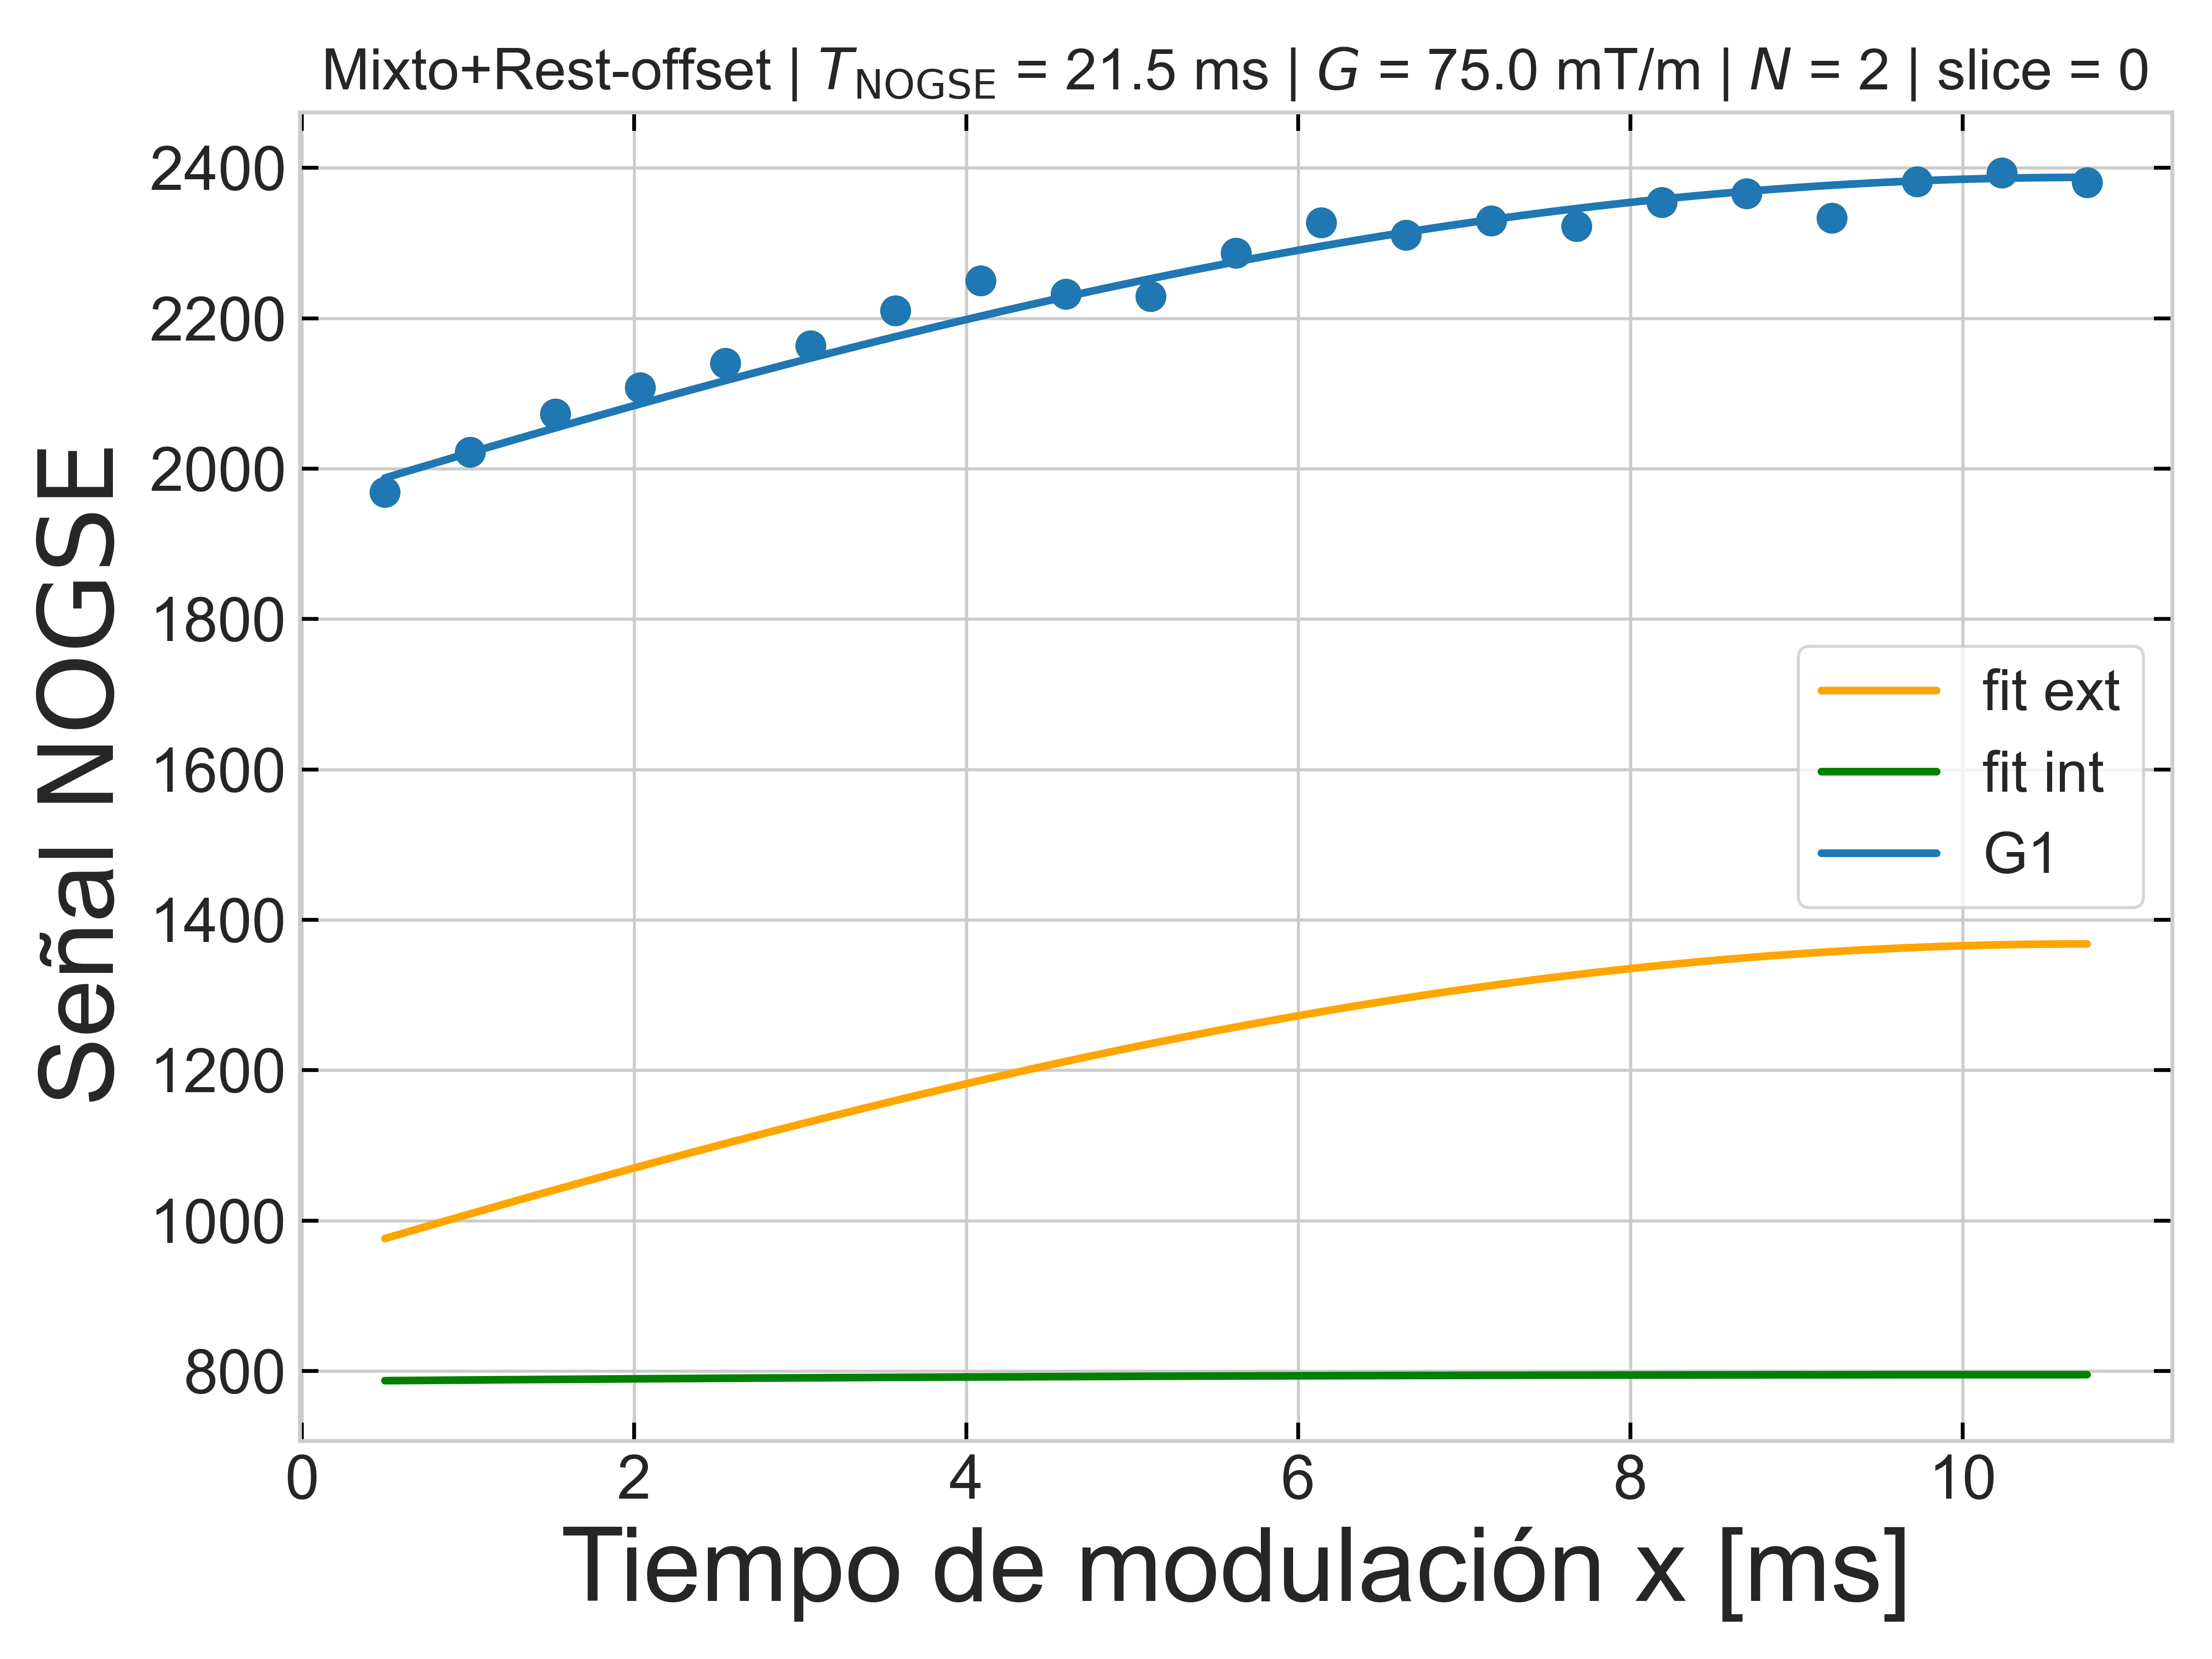 Mixto+Rest-offset | T_NOGSE = 21.5 ms | G = 75.0 mT/m | N = 2 | slice = 0
Señal NOGSE
2400
2200
2000
1800
1600
1400
1200
1000
800
fit ext
fit int
G1
0 2 4 6 8 10
Tiempo de modulación x [ms]